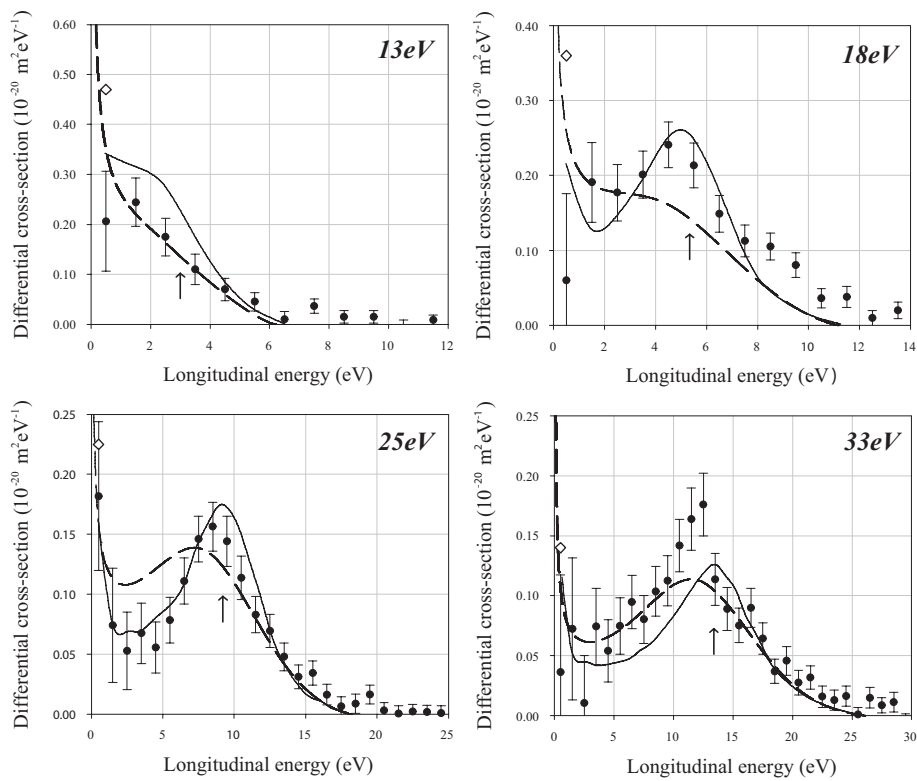 13eV
Differential cross-section (10⁻²⁰ m²eV⁻¹)
0.60
0.50
0.40
0.30
0.20
0.10
0.00
0 2 4 6 8 10 12
Longitudinal energy (eV)
18eV
Differential cross-section (10⁻²⁰ m²eV⁻¹)
0.40
0.30
0.20
0.10
0.00
0 2 4 6 8 10 12 14
Longitudinal energy (eV)
25eV
Differential cross-section (10⁻²⁰ m²eV⁻¹)
0.25
0.20
0.15
0.10
0.05
0.00
0 5 10 15 20 25
Longitudinal energy (eV)
33eV
Differential cross-section (10⁻²⁰ m²eV⁻¹)
0.25
0.20
0.15
0.10
0.05
0.00
0 5 10 15 20 25 30
Longitudinal energy (eV)